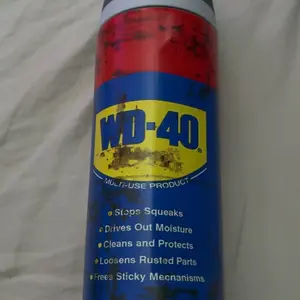 WD-40
MULTI-USE PRODUCT
• Stops Squeaks
• Drives Out Moisture
• Cleans and Protects
• Loosens Rusted Parts
• Frees Sticky Mechanisms